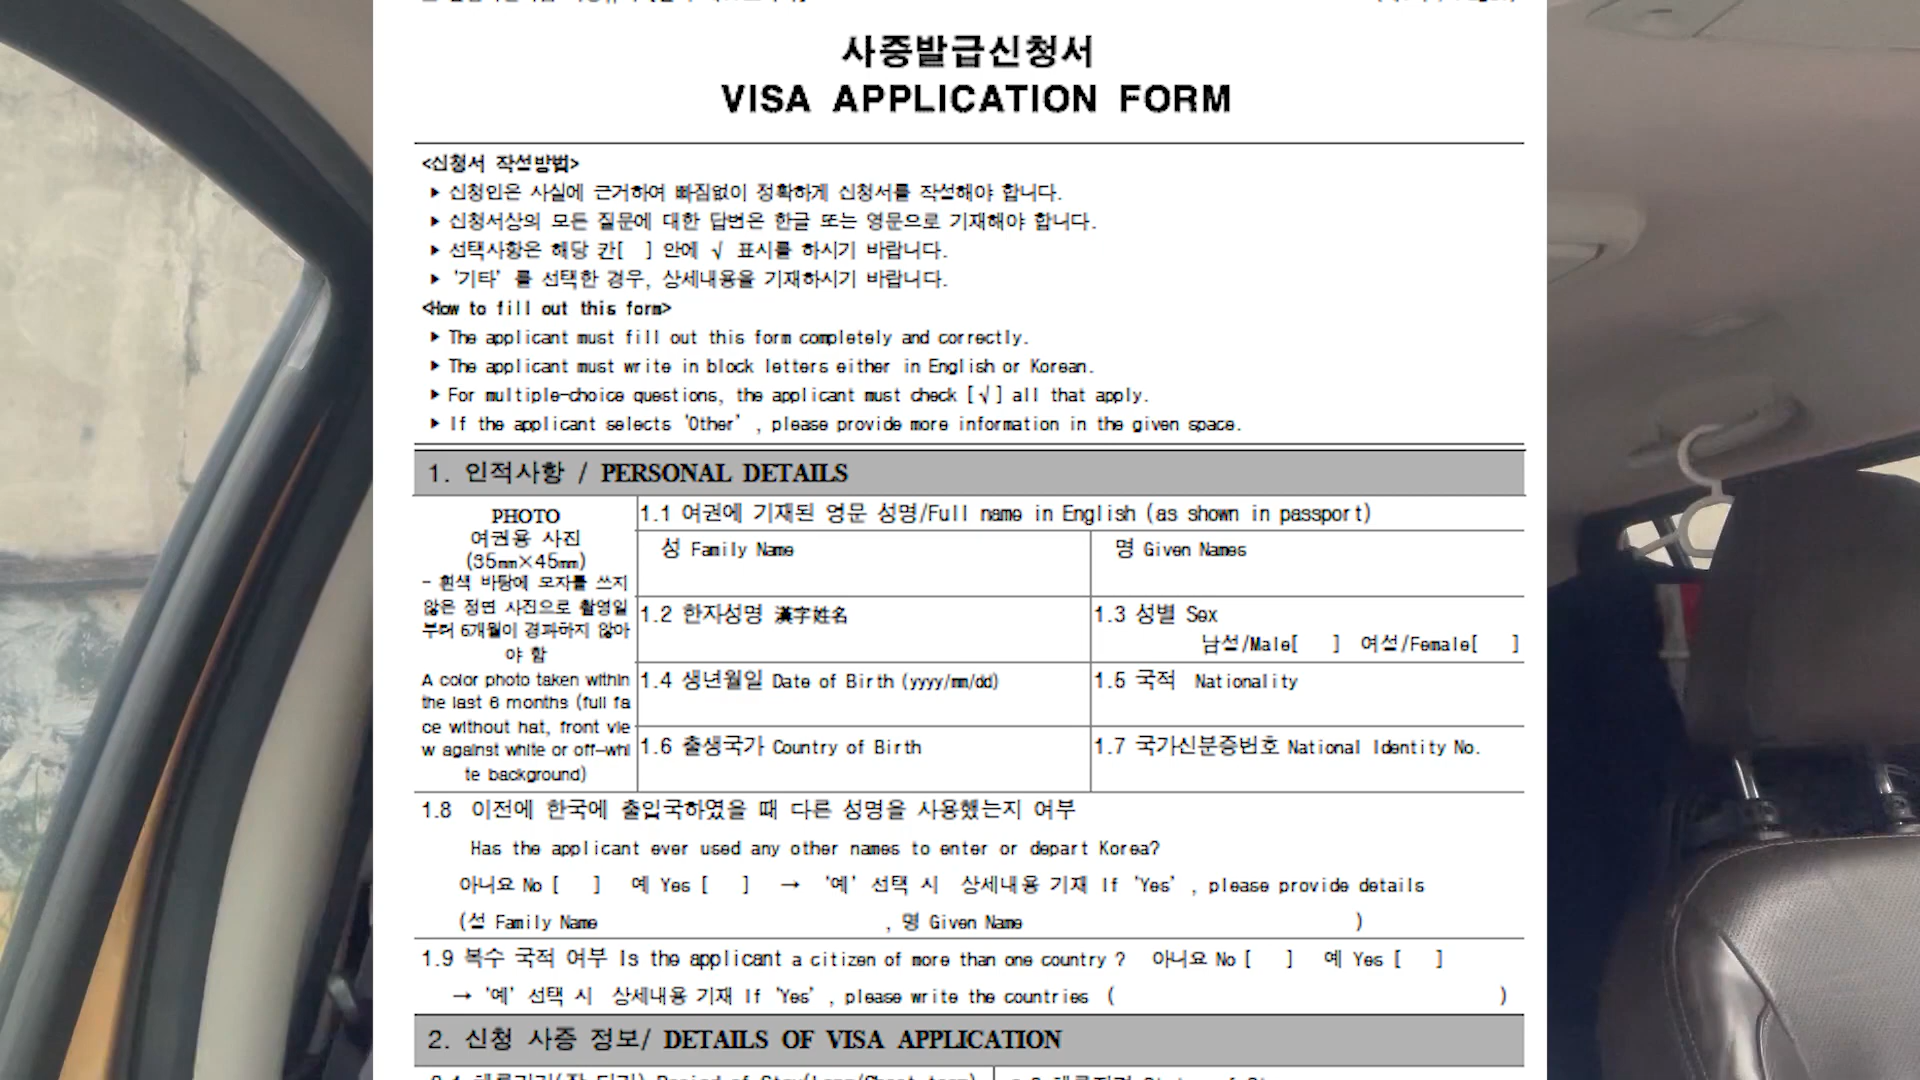 사증발급신청서
VISA APPLICATION FORM
<신청서 작성방법>
▶ 신청인은 사실에 근거하여 빠짐없이 정확하게 신청서를 작성해야 합니다.
▶ 신청서상의 모든 질문에 대한 답변은 한글 또는 영문으로 기재해야 합니다.
▶ 선택사항은 해당 칸[ ] 안에 √ 표시를 하시기 바랍니다.
▶ '기타' 를 선택한 경우, 상세내용을 기재하시기 바랍니다.
<How to fill out this form>
▶ The applicant must fill out this form completely and correctly.
▶ The applicant must write in block letters either in English or Korean.
▶ For multiple-choice questions, the applicant must check [√] all that apply.
▶ If the applicant selects 'Other' , please provide more information in the given space.
1. 인적사항 / PERSONAL DETAILS
PHOTO
여권용 사진
(35mm×45mm)
- 흰색 바탕에 모자를 쓰지
않은 정면 사진으로 촬영일
부터 6개월이 경과하지 않아
야 함
A color photo taken within
the last 6 months (full fa
ce without hat, front vie
w against white or off-whi
te background)
1.1 여권에 기재된 영문 성명/Full name in English (as shown in passport)
성 Family Name
명 Given Names
1.2 한자성명 漢字姓名
1.3 성별 Sex
남성/Male[ ] 여성/Female[ ]
1.4 생년월일 Date of Birth (yyyy/mm/dd)
1.5 국적 Nationality
1.6 출생국가 Country of Birth
1.7 국가신분증번호 National Identity No.
1.8 이전에 한국에 출입국하였을 때 다른 성명을 사용했는지 여부
Has the applicant ever used any other names to enter or depart Korea?
아니요 No [ ] 예 Yes [ ] → '예' 선택 시 상세내용 기재 If 'Yes' , please provide details
(성 Family Name , 명 Given Name )
1.9 복수 국적 여부 Is the applicant a citizen of more than one country ? 아니요 No [ ] 예 Yes [ ]
→ '예' 선택 시 상세내용 기재 If 'Yes' , please write the countries ( )
2. 신청 사증 정보/ DETAILS OF VISA APPLICATION